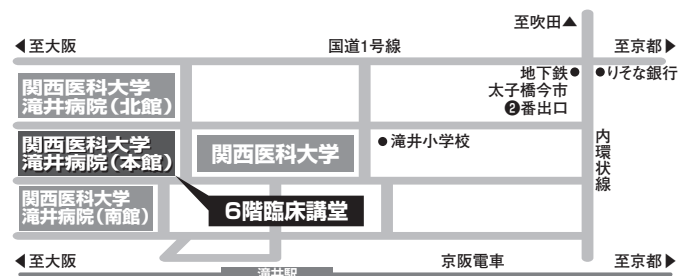 至吹田▲
◀至大阪
国道1号線
至京都▶
関西医科大学
滝井病院(北館)
地下鉄●
太子橋今市
❷番出口
●りそな銀行
関西医科大学
滝井病院(本館)
関西医科大学
●滝井小学校
内環状線
関西医科大学
滝井病院(南館)
6階臨床講堂
◀至大阪
京阪電車
至京都▶
滝井駅